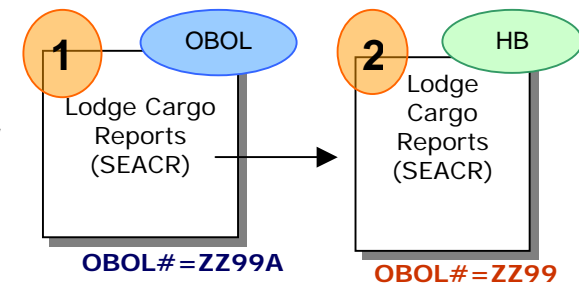 1
OBOL
Lodge Cargo
Reports
(SEACR)
OBOL#=ZZ99A
2
HB
Lodge
Cargo
Reports
(SEACR)
OBOL#=ZZ99